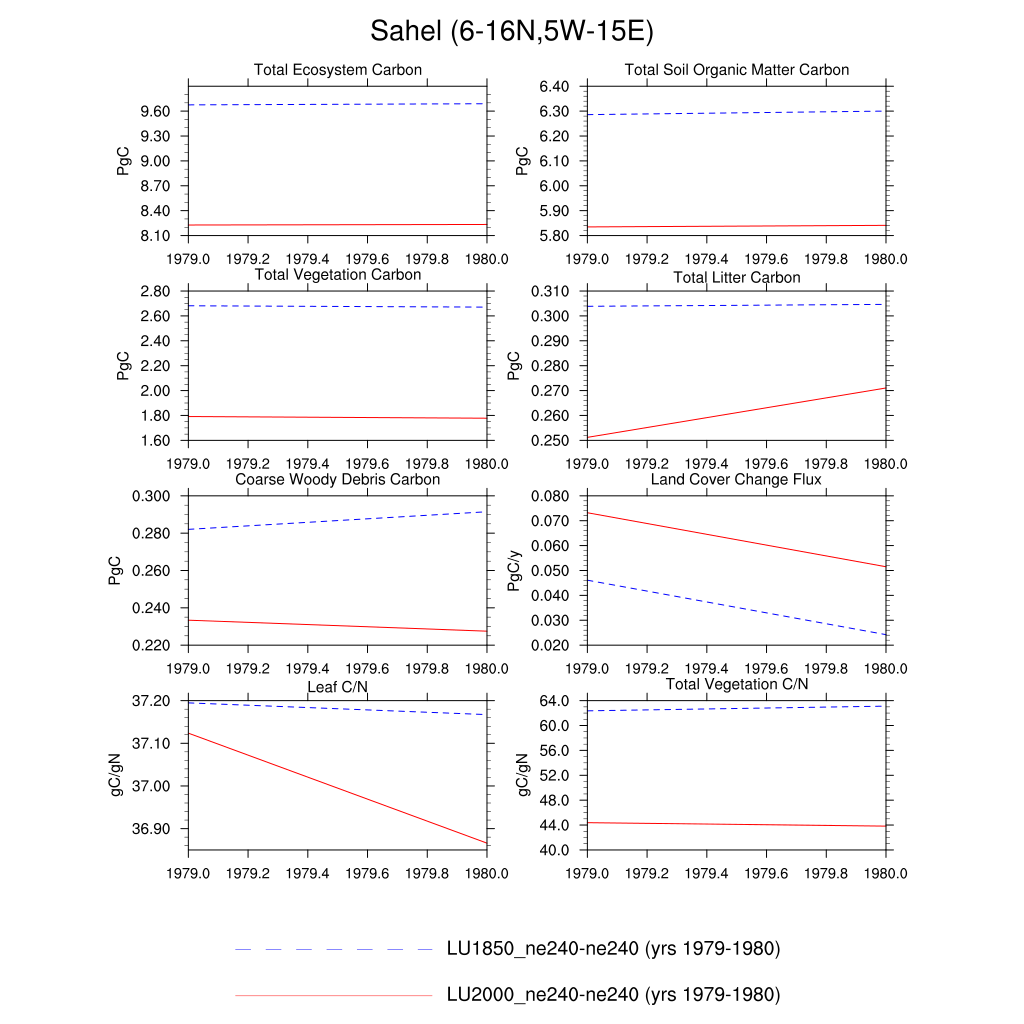 Sahel (6-16N,5W-15E)
Total Ecosystem Carbon
PgC
9.60
9.30
9.00
8.70
8.40
8.10
1979.0 1979.2 1979.4 1979.6 1979.8 1980.0
Total Soil Organic Matter Carbon
PgC
6.40
6.30
6.20
6.10
6.00
5.90
5.80
1979.0 1979.2 1979.4 1979.6 1979.8 1980.0
Total Vegetation Carbon
PgC
2.80
2.60
2.40
2.20
2.00
1.80
1.60
1979.0 1979.2 1979.4 1979.6 1979.8 1980.0
Total Litter Carbon
PgC
0.310
0.300
0.290
0.280
0.270
0.260
0.250
1979.0 1979.2 1979.4 1979.6 1979.8 1980.0
Coarse Woody Debris Carbon
PgC
0.300
0.280
0.260
0.240
0.220
1979.0 1979.2 1979.4 1979.6 1979.8 1980.0
Land Cover Change Flux
PgC/y
0.080
0.070
0.060
0.050
0.040
0.030
0.020
1979.0 1979.2 1979.4 1979.6 1979.8 1980.0
Leaf C/N
gC/gN
37.20
37.10
37.00
36.90
1979.0 1979.2 1979.4 1979.6 1979.8 1980.0
Total Vegetation C/N
gC/gN
64.0
60.0
56.0
52.0
48.0
44.0
40.0
1979.0 1979.2 1979.4 1979.6 1979.8 1980.0
LU1850_ne240-ne240 (yrs 1979-1980)
LU2000_ne240-ne240 (yrs 1979-1980)